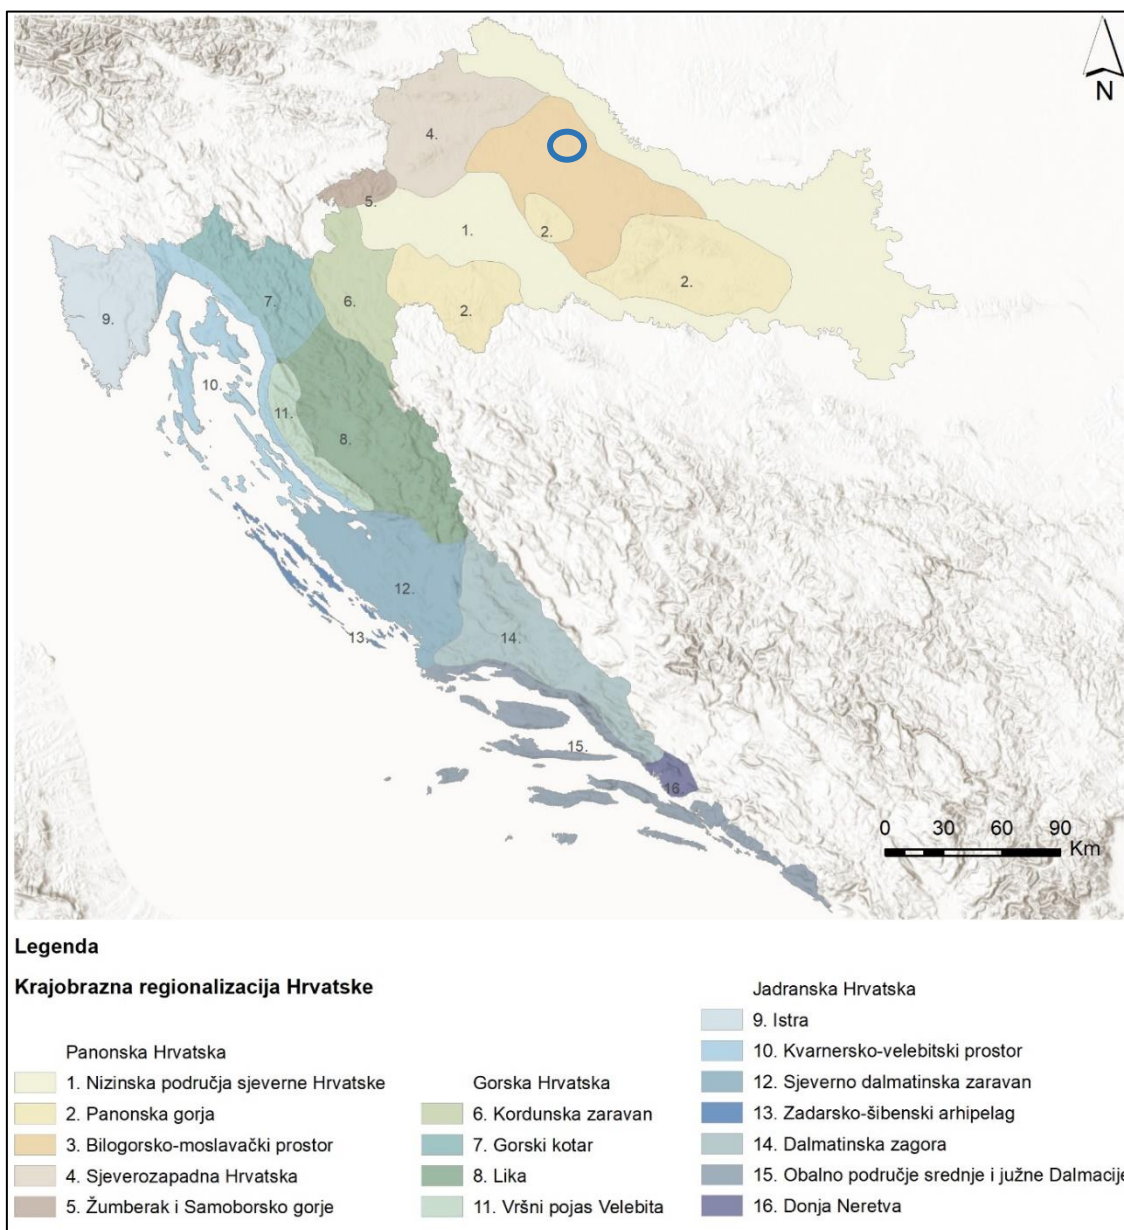 N
4.
5.
1.
2.
2.
7.
6.
2.
9.
10.
11.
8.
12.
13.
14.
15.
16.
0 30 60 90
Km
Legenda
Krajobrazna regionalizacija Hrvatske
Panonska Hrvatska
1. Nizinska područja sjeverne Hrvatske
2. Panonska gorja
3. Bilogorsko-moslavački prostor
4. Sjeverozapadna Hrvatska
5. Žumberak i Samoborsko gorje
Gorska Hrvatska
6. Kordunska zaravan
7. Gorski kotar
8. Lika
11. Vršni pojas Velebita
Jadranska Hrvatska
9. Istra
10. Kvarnersko-velebitski prostor
12. Sjeverno dalmatinska zaravan
13. Zadarsko-šibenski arhipelag
14. Dalmatinska zagora
15. Obalno područje srednje i južne Dalmacije
16. Donja Neretva